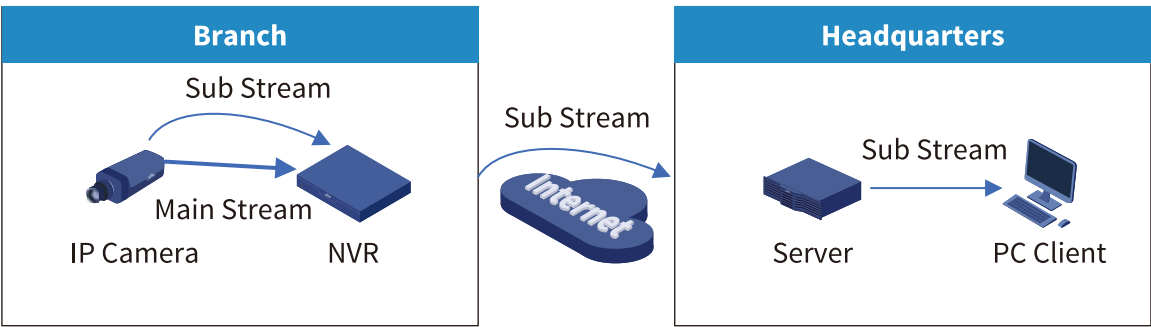 Branch
Sub Stream
Main Stream
IP Camera
NVR
Sub Stream
Internet
Headquarters
Sub Stream
Server
PC Client